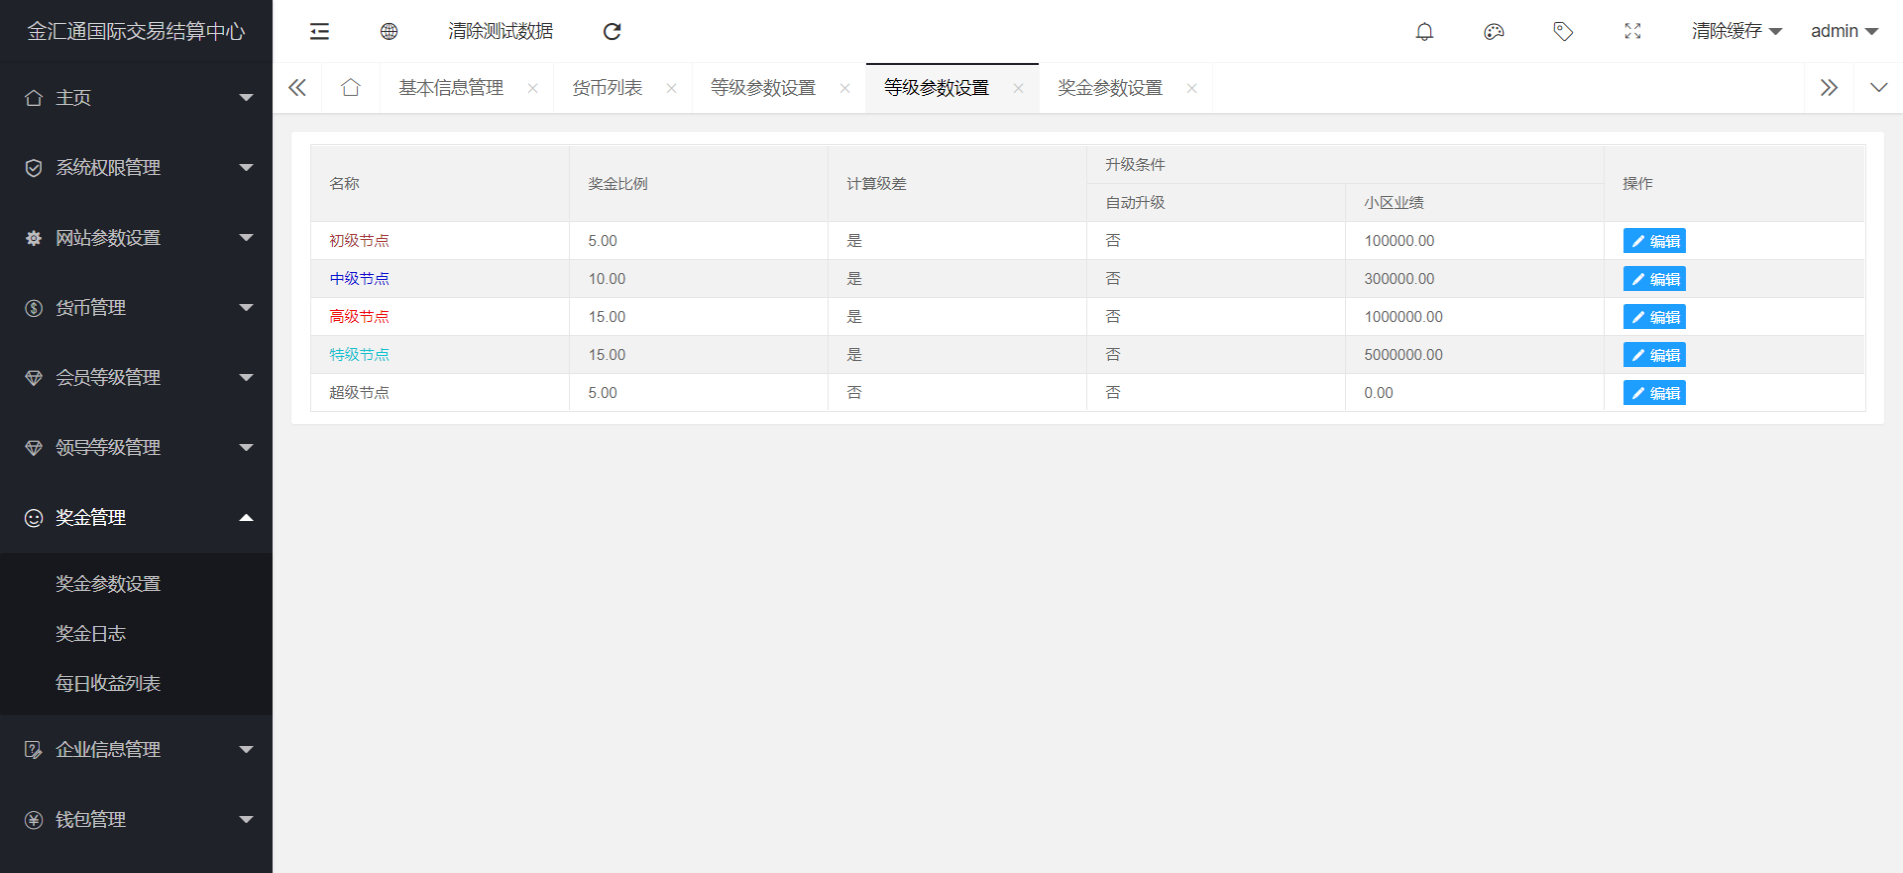 金汇通国际交易结算中心
清除测试数据
清除缓存
admin
主页
系统权限管理
网站参数设置
货币管理
会员等级管理
领导等级管理
奖金管理
奖金参数设置
奖金日志
每日收益列表
企业信息管理
钱包管理
基本信息管理
货币列表
等级参数设置
等级参数设置
奖金参数设置
名称 奖金比例 计算级差 升级条件 操作
自动升级 小区业绩
初级节点 5.00 是 否 100000.00 编辑
中级节点 10.00 是 否 300000.00 编辑
高级节点 15.00 是 否 1000000.00 编辑
特级节点 15.00 是 否 5000000.00 编辑
超级节点 5.00 否 否 0.00 编辑